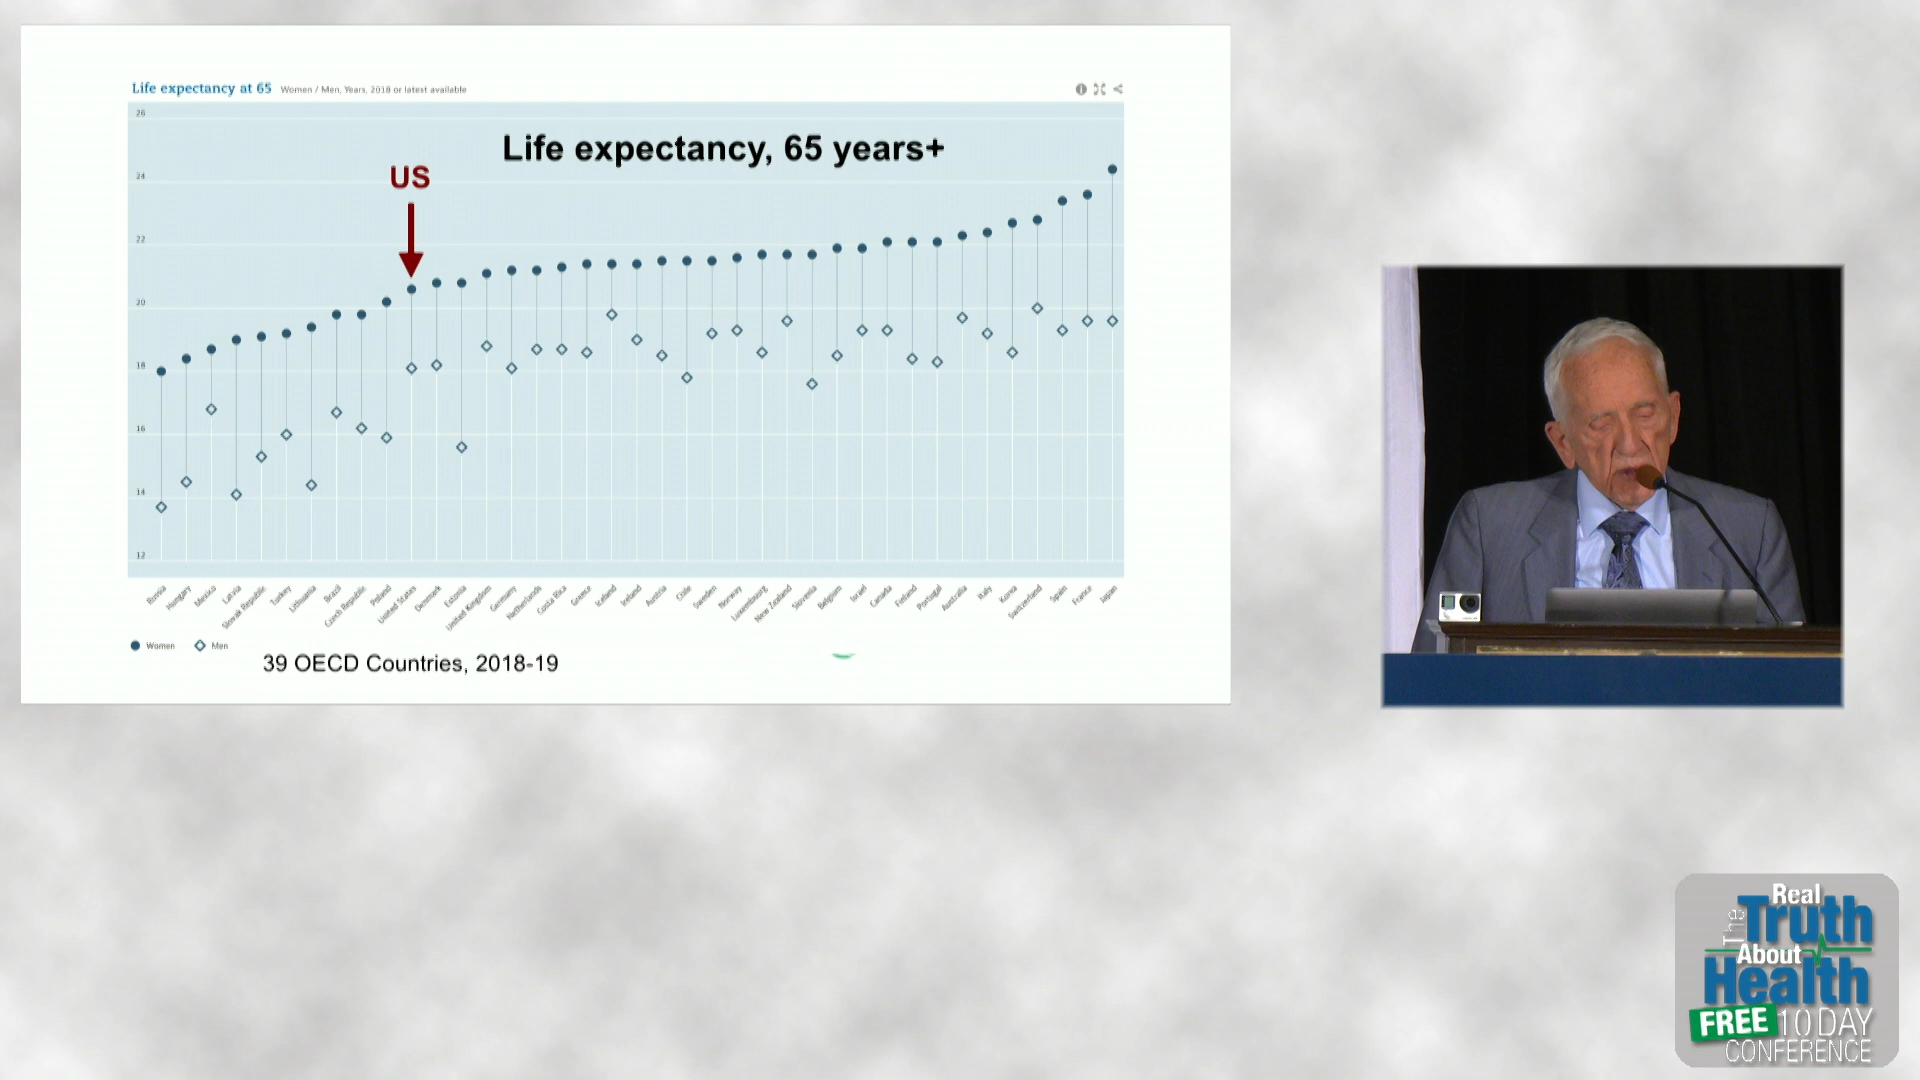 Life expectancy at 65 Women / Men, Years, 2018 or latest available
Life expectancy, 65 years+
US
26
24
22
20
18
16
14
12
Russia
Hungary
Mexico
Latvia
Slovak Republic
Turkey
Lithuania
Brazil
Czech Republic
Poland
United States
Denmark
Estonia
United Kingdom
Germany
Netherlands
Costa Rica
Greece
Iceland
Ireland
Austria
Chile
Sweden
Norway
Luxembourg
New Zealand
Slovenia
Belgium
Israel
Canada
Finland
Portugal
Australia
Italy
Korea
Switzerland
Spain
France
Japan
Women Men
39 OECD Countries, 2018-19
The Real
Truth
About
Health
FREE 10 DAY
CONFERENCE